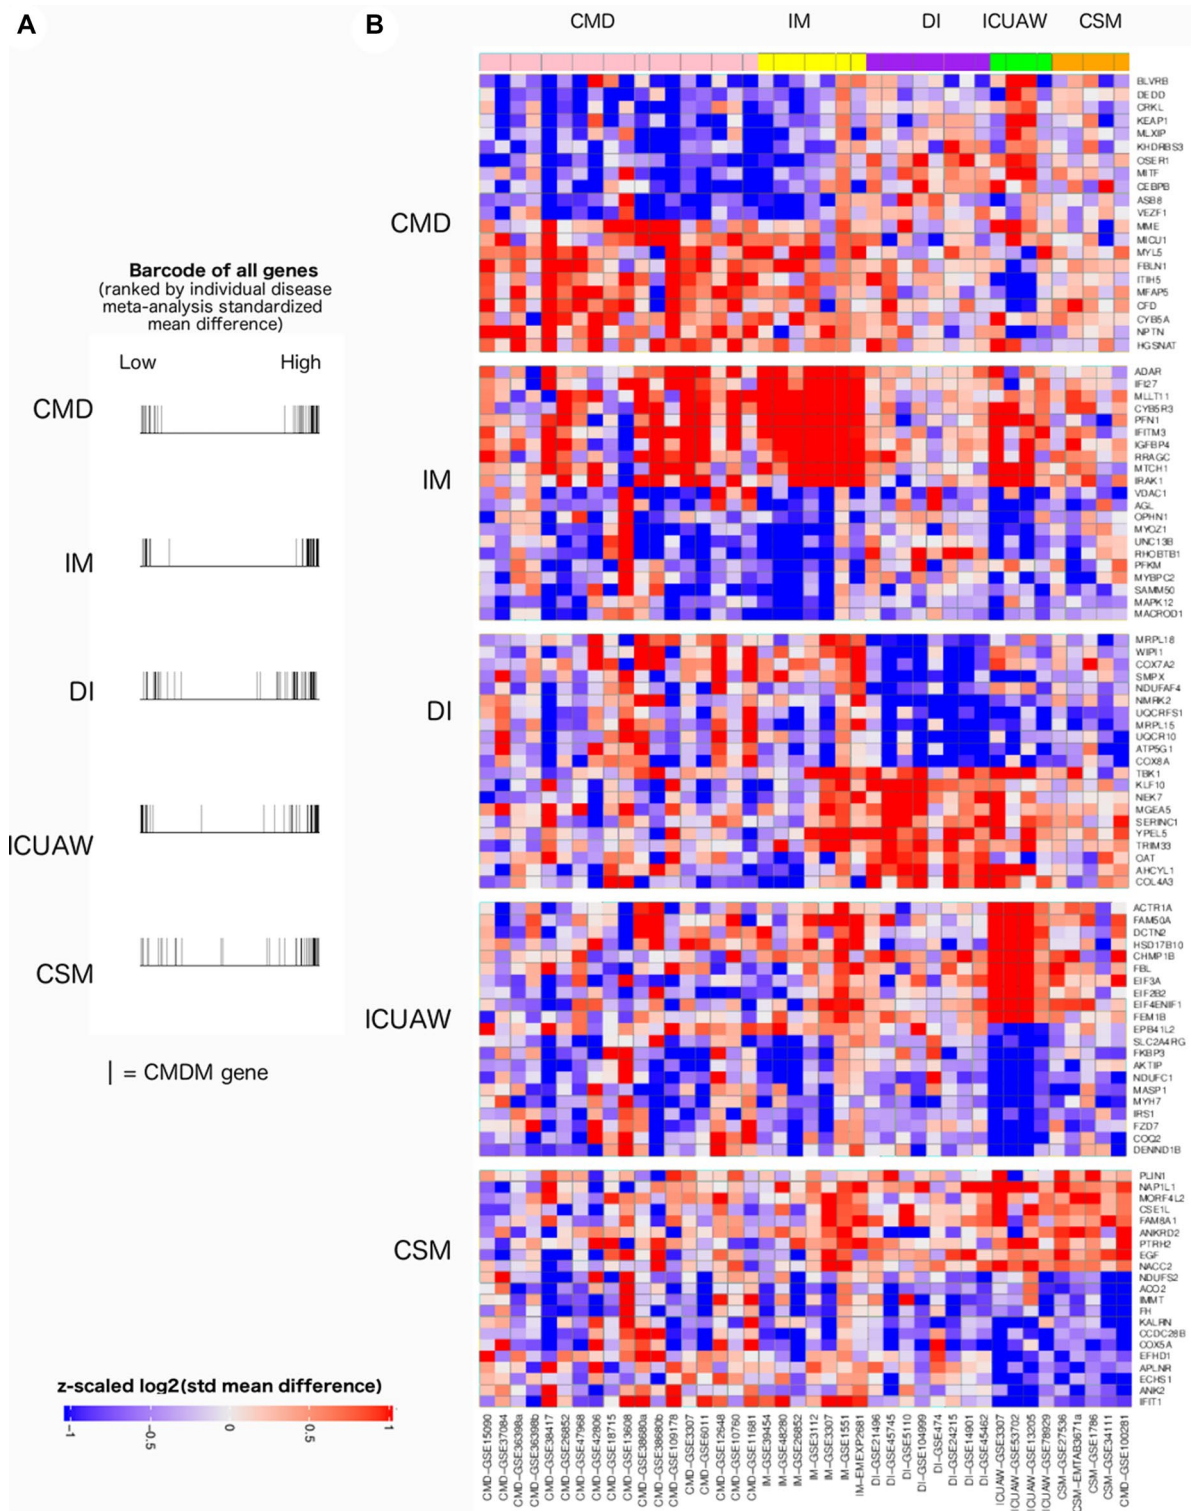 A
B
CMD
IM
DI
ICUAW
CSM
Barcode of all genes
(ranked by individual disease
meta-analysis standardized
mean difference)
Low
High
CMD
IM
DI
ICUAW
CSM
| = CMDM gene
z-scaled log2(std mean difference)
-1
-0.5
0
0.5
1
CMD
BLVRB
DEDD
CRKL
KEAP1
MLXIP
KHDRBS3
OSER1
MITF
CEBPB
ASB8
VEZF1
MME
MICU1
MYL5
FBLN1
ITIH5
MFAP5
CFD
CYB5A
NPTN
HGSNAT
IM
ADAR
IFI27
MLLT11
CYB5R3
PFN1
IFITM3
IGFBP4
RRAGC
MTCH1
IRAK1
VDAC1
AGL
OPHN1
MYOZ1
UNC13B
RHOBTB1
PFKM
MYBPC2
SAMM50
MAPK12
MACROD1
DI
MRPL18
WIPI1
COX7A2
SMPX
NDUFAF4
NMRK2
UQCRFS1
MRPL15
UQCR10
ATP5G1
COX8A
TBK1
KLF10
NEK7
MGEA5
SERINC1
YPEL5
TRIM33
OAT
AHCYL1
COL4A3
ICUAW
ACTR1A
FAM50A
DCTN2
HSD17B10
CHMP1B
FBL
EIF3A
EIF2B2
EIF4ENIF1
FEM1B
EPB41L2
SLC2A4RG
FKBP3
AKTIP
NDUFC1
MASP1
MYH7
IRS1
FZD7
COQ2
DENND1B
CSM
PLIN1
NAP1L1
MORF4L2
CSE1L
FAM8A1
ANKRD2
PTRH2
EGF
NACC2
NDUFS2
ACO2
IMMT
FH
KALRN
CCDC28B
COX5A
EFHD1
APLNR
ECHS1
ANK2
IFIT1
CMD-GSE15090
CMD-GSE37084
CMD-GSE36398a
CMD-GSE36398b
CMD-GSE38417
CMD-GSE26852
CMD-GSE47968
CMD-GSE42806
CMD-GSE18715
CMD-GSE13608
CMD-GSE38680a
CMD-GSE38680b
CMD-GSE109178
CMD-GSE3307
CMD-GSE6011
CMD-GSE12648
CMD-GSE10760
CMD-GSE11681
IM-GSE39454
IM-GSE48280
IM-GSE26852
IM-GSE3112
IM-GSE3307
IM-GSE1551
IM-EMEXP2681
DI-GSE21496
DI-GSE45745
DI-GSE5110
DI-GSE104999
DI-GSE474
DI-GSE24215
DI-GSE14901
DI-GSE45462
ICUAW-GSE3307
ICUAW-GSE53702
ICUAW-GSE13205
ICUAW-GSE78929
CSM-GSE27536
CSM-EMTAB3671a
CSM-GSE1786
CSM-GSE34111
CMD-GSE100281